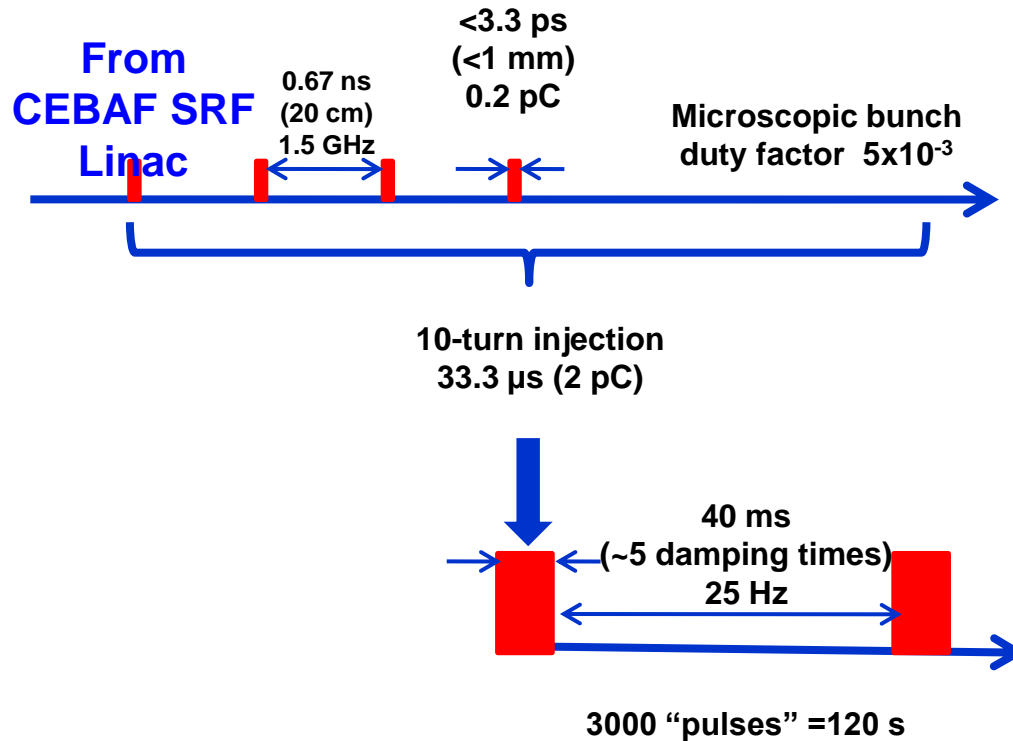 From
CEBAF SRF
Linac
0.67 ns
(20 cm)
1.5 GHz
<3.3 ps
(<1 mm)
0.2 pC
Microscopic bunch
duty factor 5x10⁻³
10-turn injection
33.3 μs (2 pC)
40 ms
(~5 damping times)
25 Hz
3000 “pulses” =120 s